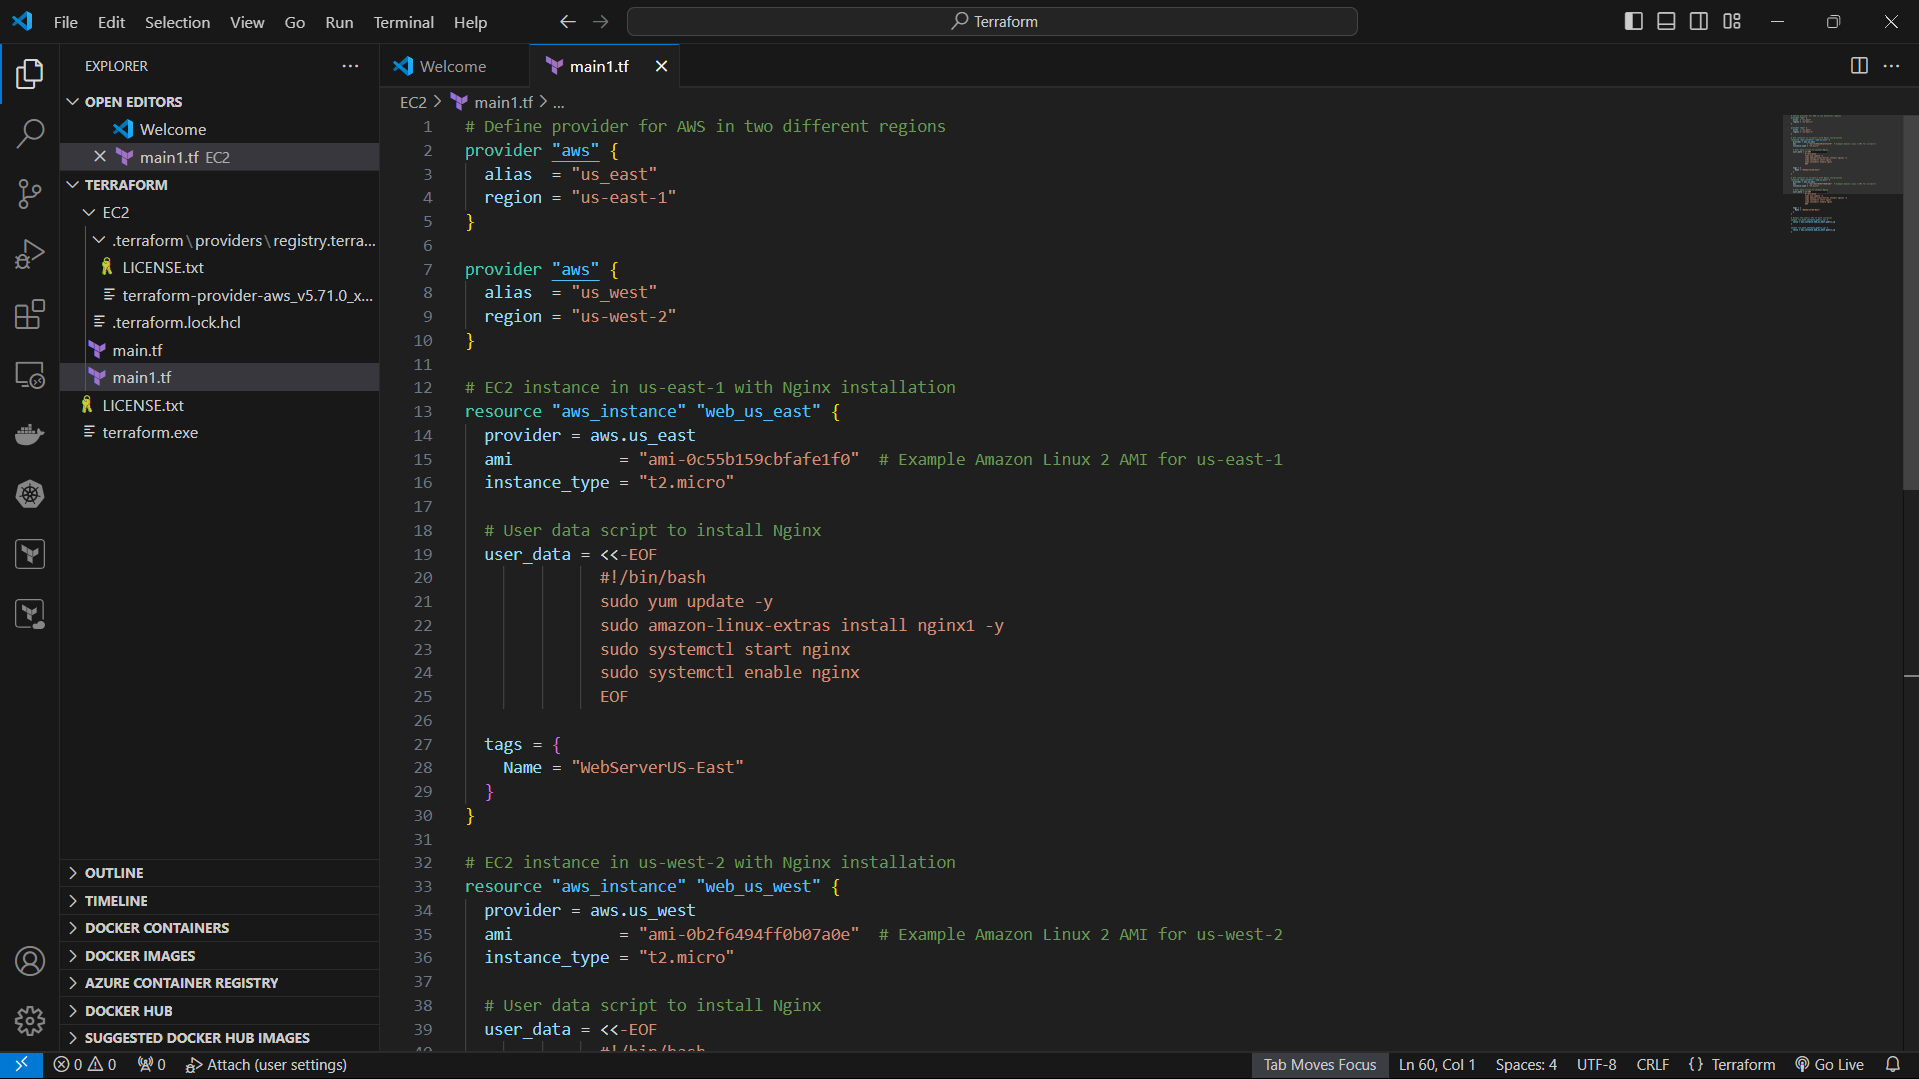 File Edit Selection View Go Run Terminal Help
Terraform
EXPLORER
OPEN EDITORS
Welcome
main1.tf EC2
TERRAFORM
EC2
.terraform\providers\registry.terra...
LICENSE.txt
terraform-provider-aws_v5.71.0_x...
.terraform.lock.hcl
main.tf
main1.tf
LICENSE.txt
terraform.exe
OUTLINE
TIMELINE
DOCKER CONTAINERS
DOCKER IMAGES
AZURE CONTAINER REGISTRY
DOCKER HUB
SUGGESTED DOCKER HUB IMAGES
Welcome
main1.tf
EC2 > main1.tf > ...
1 # Define provider for AWS in two different regions
2 provider "aws" {
3 alias = "us_east"
4 region = "us-east-1"
5 }
6
7 provider "aws" {
8 alias = "us_west"
9 region = "us-west-2"
10 }
11
12 # EC2 instance in us-east-1 with Nginx installation
13 resource "aws_instance" "web_us_east" {
14 provider = aws.us_east
15 ami = "ami-0c55b159cbfafe1f0" # Example Amazon Linux 2 AMI for us-east-1
16 instance_type = "t2.micro"
17
18 # User data script to install Nginx
19 user_data = <<-EOF
20 #!/bin/bash
21 sudo yum update -y
22 sudo amazon-linux-extras install nginx1 -y
23 sudo systemctl start nginx
24 sudo systemctl enable nginx
25 EOF
26
27 tags = {
28 Name = "WebServerUS-East"
29 }
30 }
31
32 # EC2 instance in us-west-2 with Nginx installation
33 resource "aws_instance" "web_us_west" {
34 provider = aws.us_west
35 ami = "ami-0b2f6494ff0b07a0e" # Example Amazon Linux 2 AMI for us-west-2
36 instance_type = "t2.micro"
37
38 # User data script to install Nginx
39 user_data = <<-EOF
40 #!/bin/bash
0 0 0 Attach (user settings) Tab Moves Focus Ln 60, Col 1 Spaces: 4 UTF-8 CRLF {} Terraform Go Live